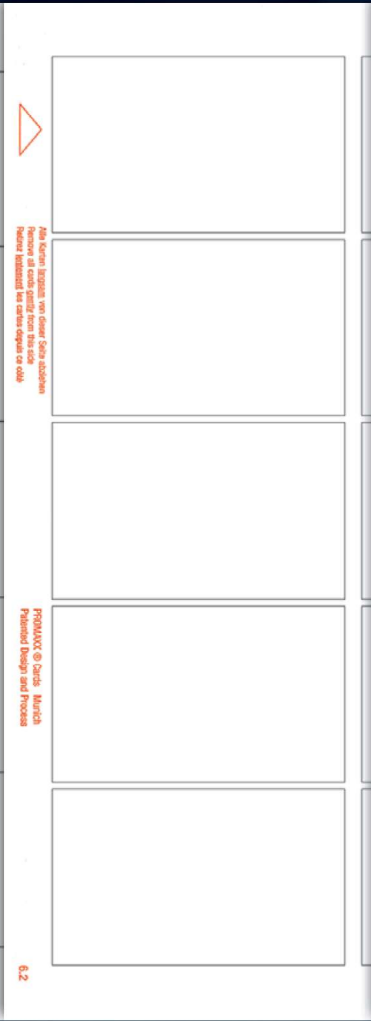 Alle Karten langsam von dieser Seite abziehen
Remove all cards gently from this side
Retirez lentement les cartes depuis ce côté
PROMAXX ® Cards Munich
Patented Design and Process
6.2